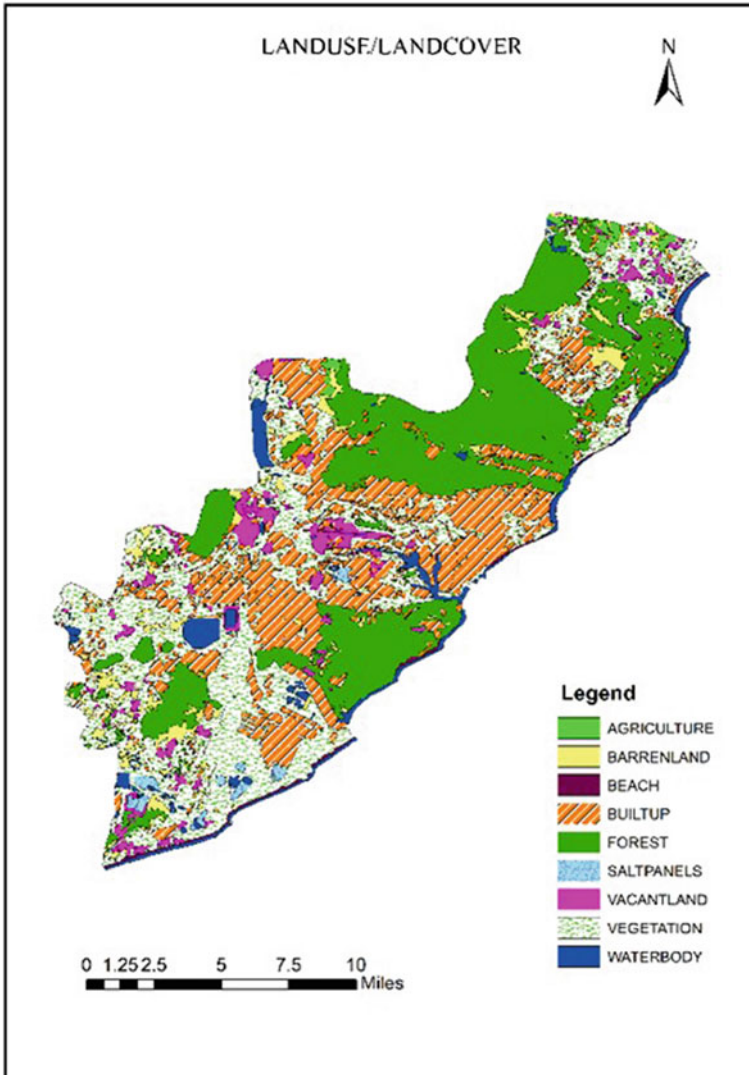 LANDUSE/LANDCOVER
N
Legend
AGRICULTURE
BARRENLAND
BEACH
BUILTUP
FOREST
SALTPANELS
VACANTLAND
VEGETATION
WATERBODY
0 1.25 2.5 5 7.5 10
Miles